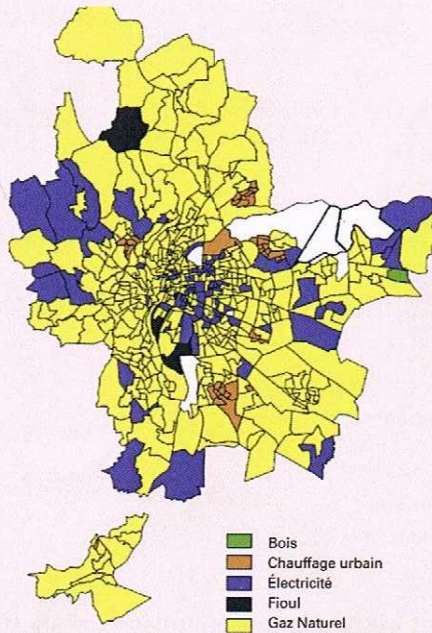 Bois
Chauffage urbain
Électricité
Fioul
Gaz Naturel